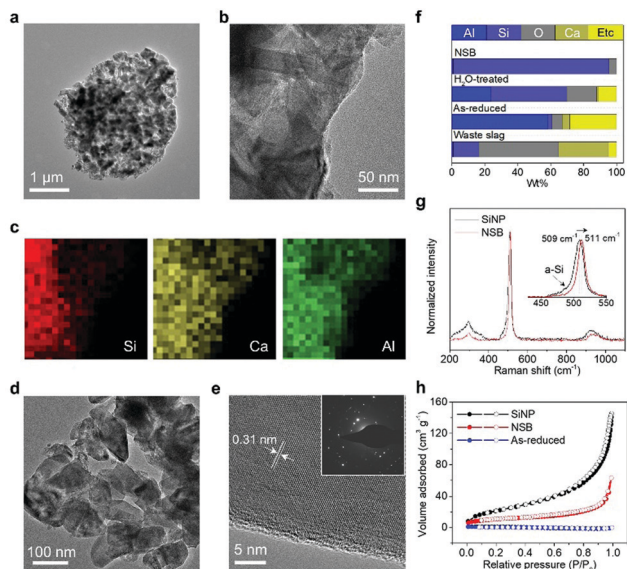 a
1 µm
b
50 nm
c
Si
Ca
Al
d
100 nm
e
0.31 nm
5 nm
f
Al Si O Ca Etc
NSB
H₂O-treated
As-reduced
Waste slag
0 20 40 60 80 100
Wt%
g
SiNP
NSB
509 cm⁻¹
511 cm⁻¹
a-Si
450 500 550
Normalized intensity
200 400 600 800 1000
Raman shift (cm⁻¹)
h
160
120
80
40
0
SiNP
NSB
As-reduced
Volume adsorbed (cm³ g⁻¹)
0.0 0.2 0.4 0.6 0.8 1.0
Relative pressure (P/P₀)